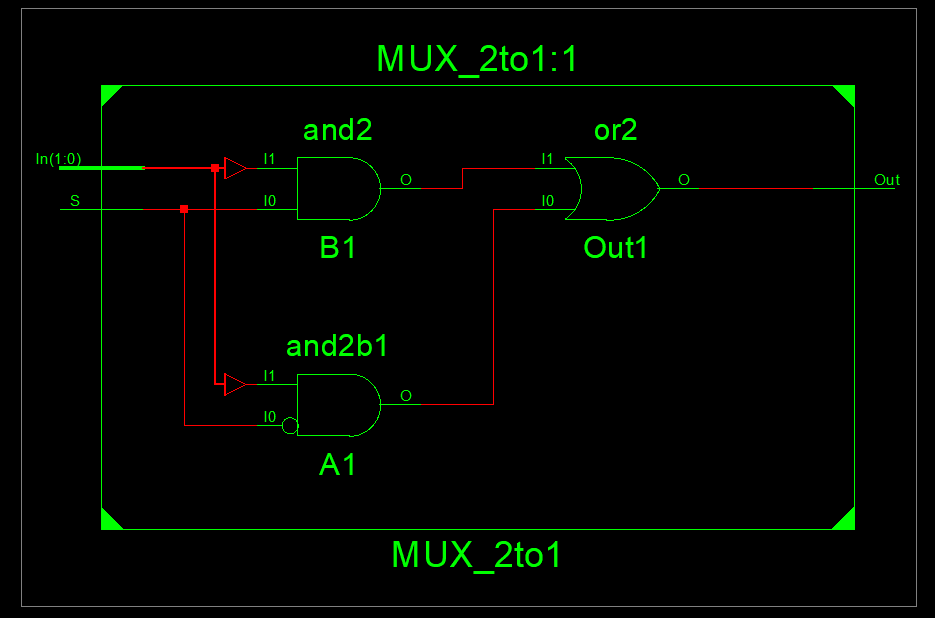 MUX_2to1:1
and2
or2
In(1:0)
I1
I1
O
O
Out
S
I0
I0
B1
Out1
and2b1
I1
O
I0
A1
MUX_2to1